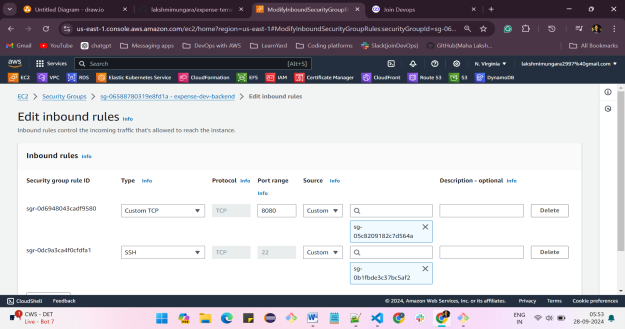 Untitled Diagram - draw.io
lakshmimungara/expense-terr
ModifyInboundSecurityGroupRu
Join Devops
us-east-1.console.aws.amazon.com/ec2/home?region=us-east-1#ModifyInboundSecurityGroupRules:securityGroupId=sg-06...
Gmail YouTube chatgpt Messaging apps DevOps with AWS LearnYard Coding platforms Slack(joinDevOps) GitHub(Maha Laksh... All Bookmarks
aws Services Search [Alt+S] N. Virginia lakshmimungara2997@gmail.com
EC2 VPC RDS Elastic Kubernetes Service CloudFormation EFS IAM Certificate Manager CloudFront Route 53 S3 DynamoDB
EC2 > Security Groups > sg-06588780319e8fd1a - expense-dev-backend > Edit inbound rules
Edit inbound rules Info
Inbound rules control the incoming traffic that's allowed to reach the instance.
Inbound rules Info
Security group rule ID Type Info Protocol Info Port range Info Source Info Description - optional Info
sgr-0d6948043cadf9580 Custom TCP TCP 8080 Custom Delete
sg-05c8209182c7d564a
sgr-0dc9a3ca4f0cfdfa1 SSH TCP 22 Custom Delete
sg-0b1fbde3c37bc5af2
CloudShell Feedback © 2024, Amazon Web Services, Inc. or its affiliates. Privacy Terms Cookie preferences
1
CWS - DET
Live - Bot 7
ENG
IN
05:53
28-09-2024